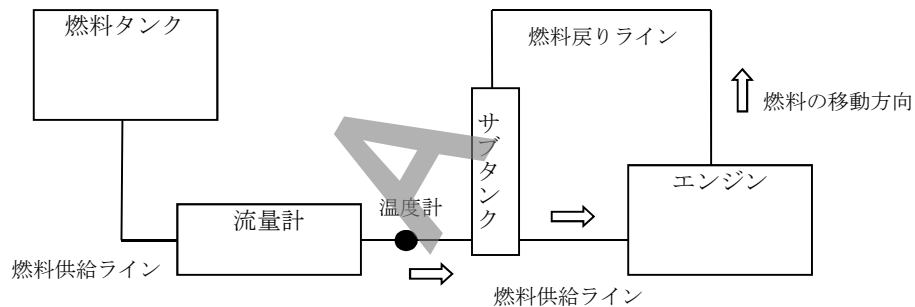 燃料タンク
燃料戻りライン
燃料の移動方向
サブタンク
エンジン
流量計
温度計
燃料供給ライン
燃料供給ライン
A